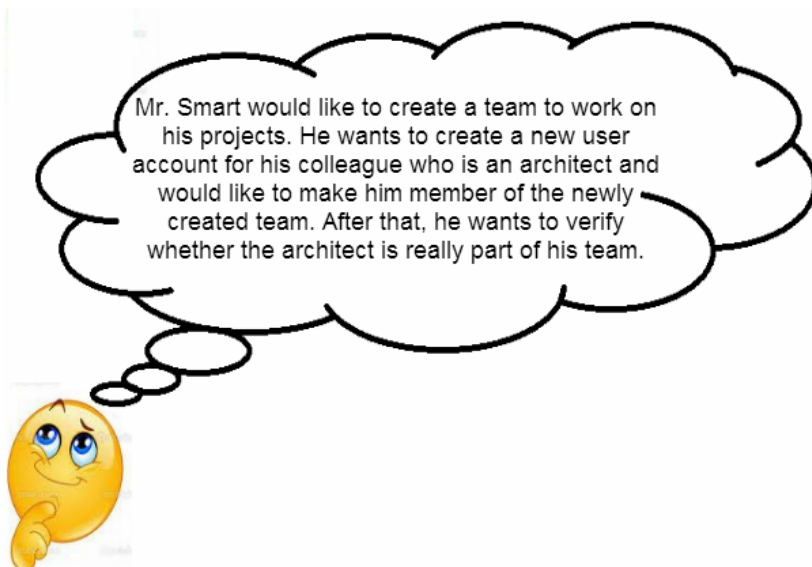 Mr. Smart would like to create a team to work on
his projects. He wants to create a new user
account for his colleague who is an architect and
would like to make him member of the newly
created team. After that, he wants to verify
whether the architect is really part of his team.